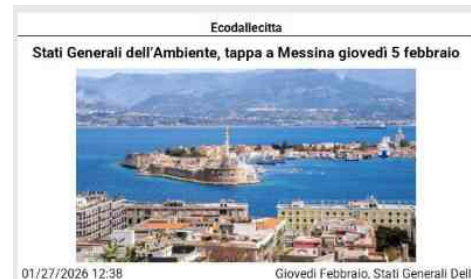 Ecodallecitta
Stati Generali dell'Ambiente, tappa a Messina giovedì 5 febbraio
01/27/2026 12:38
Giovedi Febbraio, Stati Generali Dell